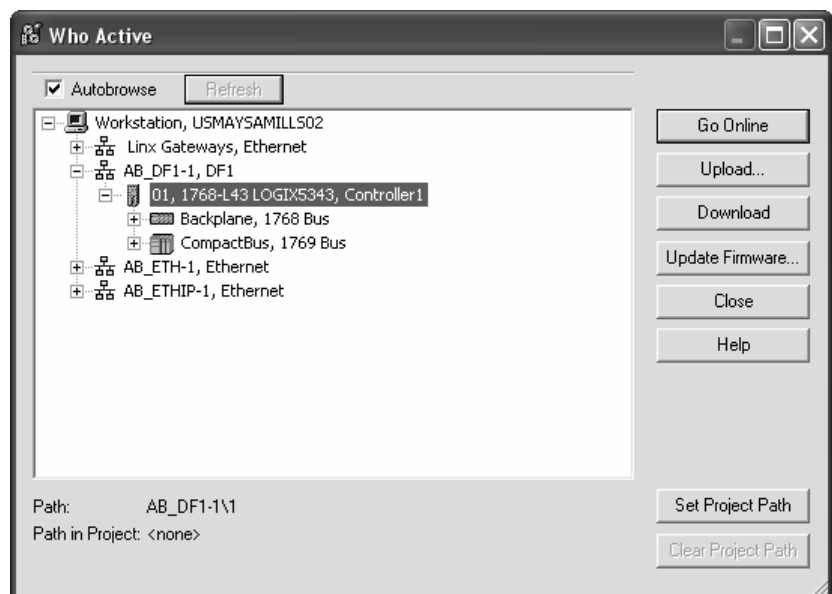 Who Active
Autobrowse
Refresh
Workstation, USMAYSAMILLS02
Linx Gateways, Ethernet
AB_DF1-1, DF1
01, 1768-L43 LOGIX5343, Controller1
Backplane, 1768 Bus
CompactBus, 1769 Bus
AB_ETH-1, Ethernet
AB_ETHIP-1, Ethernet
Go Online
Upload...
Download
Update Firmware...
Close
Help
Path: AB_DF1-1\1
Path in Project: <none>
Set Project Path
Clear Project Path